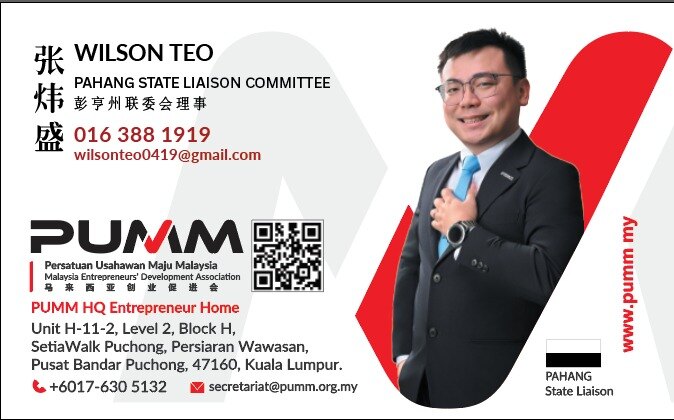 张炜盛
WILSON TEO
PAHANG STATE LIAISON COMMITTEE
彭亨州联委会理事
016 388 1919
wilsonteo0419@gmail.com
PUMM
Persatuan Usahawan Maju Malaysia
Malaysia Entrepreneurs' Development Association
马来西亚创业促进会
PUMM HQ Entrepreneur Home
Unit H-11-2, Level 2, Block H,
SetiaWalk Puchong, Persiaran Wawasan,
Pusat Bandar Puchong, 47160, Kuala Lumpur.
+6017-630 5132
secretariat@pumm.org.my
www.pumm.my
PAHANG
State Liaison